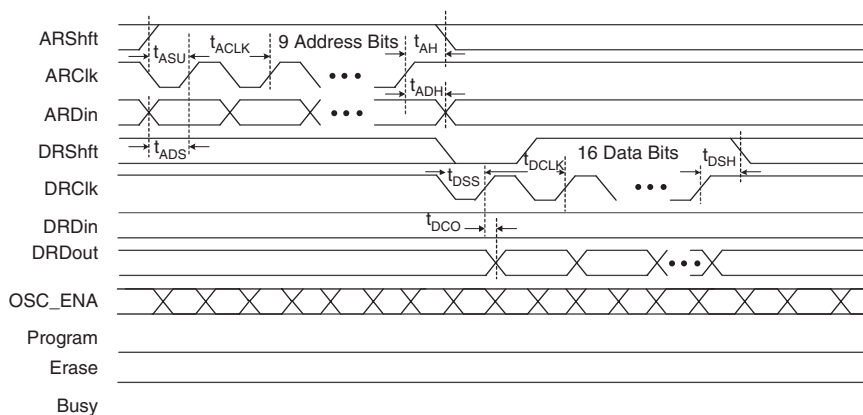 ARShft
tASU
tACLK
9 Address Bits
tAH
ARClk
tADH
ARDin
tADS
DRShft
16 Data Bits
tDCLK
tDSH
tDSS
DRClk
DRDin
tDCO
DRDout
OSC_ENA
Program
Erase
Busy